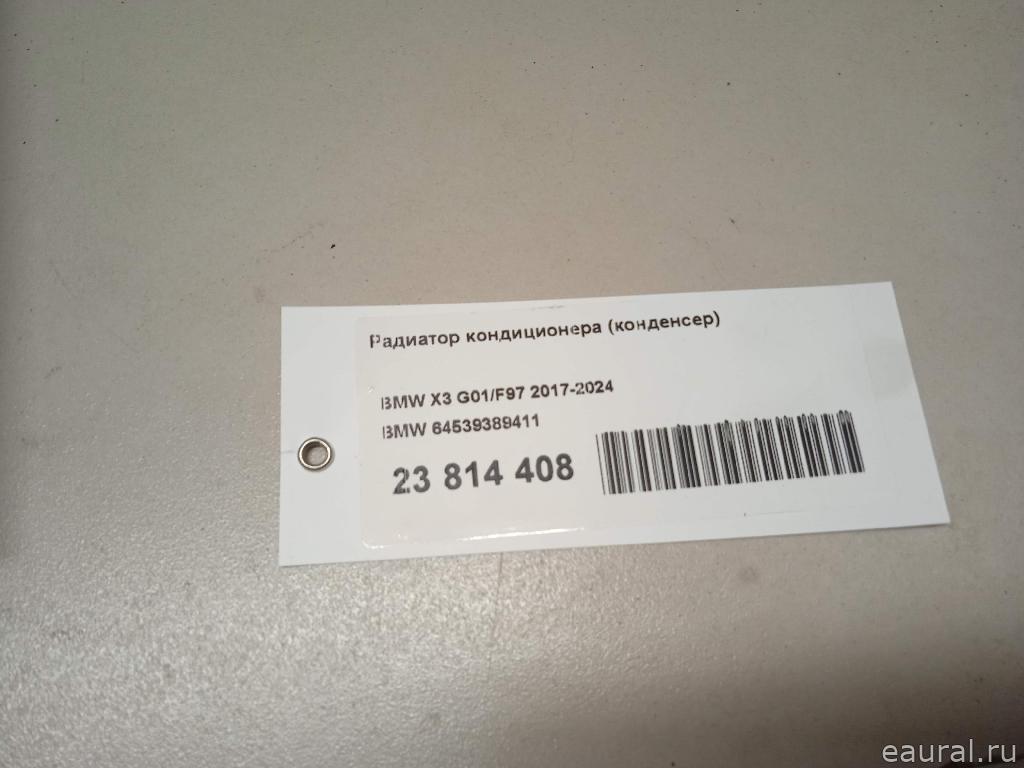 Радиатор кондиционера (конденсер)
BMW X3 G01/F97 2017-2024
BMW 64539389411
23 814 408
eaural.ru